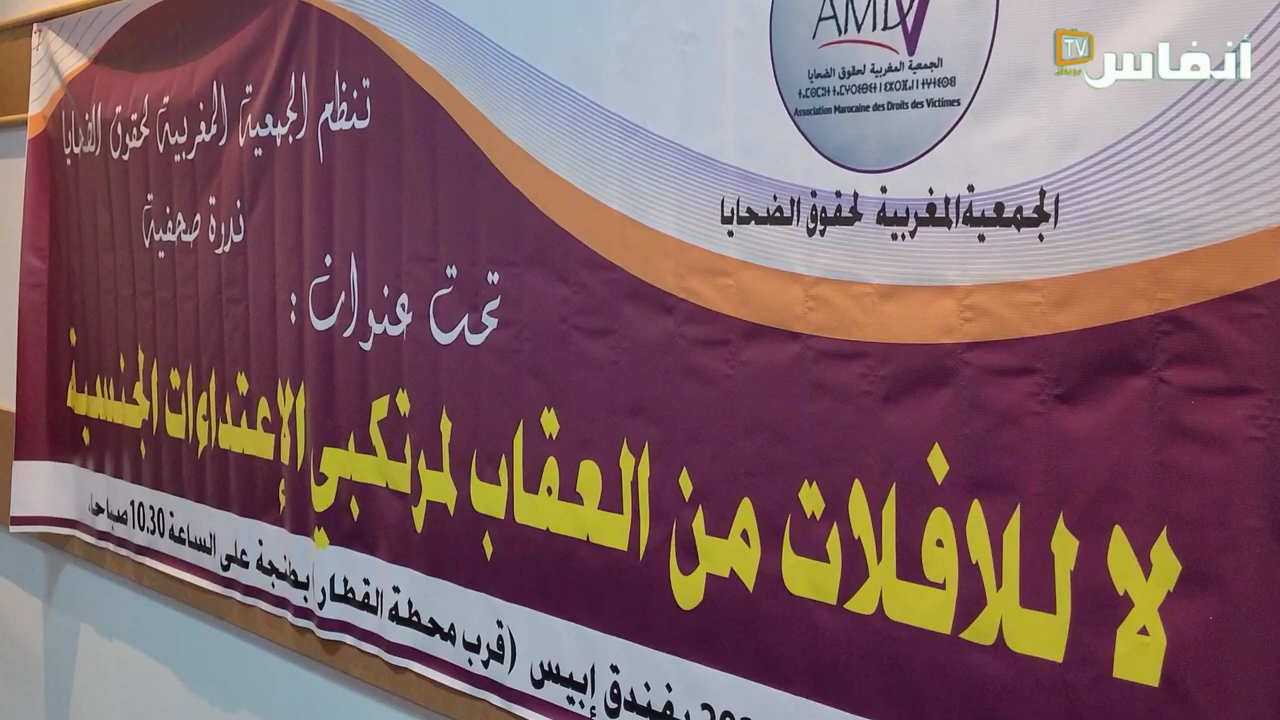 أنفاس
TV
AMDV
الجمعية المغربية لحقوق الضحايا
Association Marocaine des Droits des Victimes
الجمعية المغربية لحقوق الضحايا
تنظم الجمعية المغربية لحقوق الضحايا
ندوة صحفية
تحت عنوان :
لا للافلات من العقاب لمرتكبي الإعتداءات الجنسية
بفندق إبيس (قرب محطة القطار) بطنجة على الساعة 10.30 صباحا.